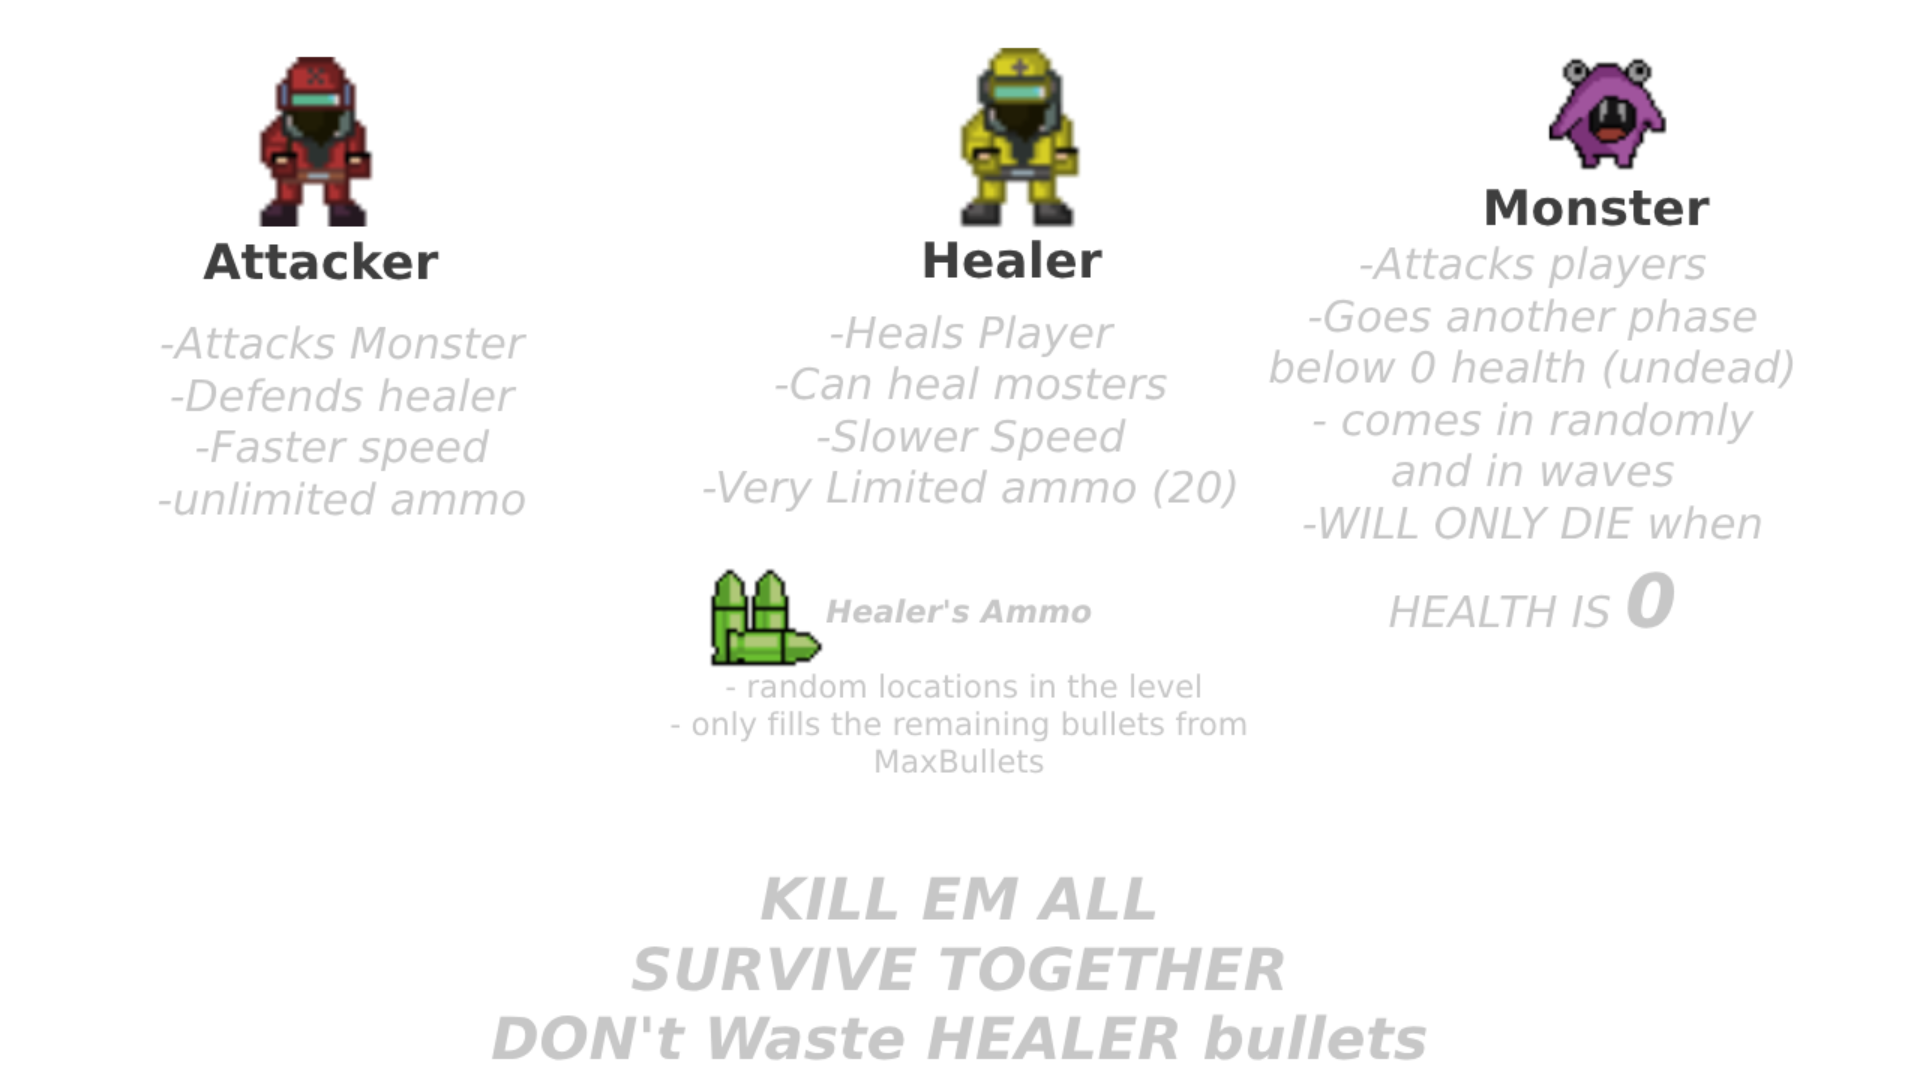 Attacker
-Attacks Monster
-Defends healer
-Faster speed
-unlimited ammo
Healer
-Heals Player
-Can heal mosters
-Slower Speed
-Very Limited ammo (20)
Healer's Ammo
- random locations in the level
- only fills the remaining bullets from
MaxBullets
Monster
-Attacks players
-Goes another phase
below 0 health (undead)
- comes in randomly
and in waves
-WILL ONLY DIE when
HEALTH IS 0
KILL EM ALL
SURVIVE TOGETHER
DON't Waste HEALER bullets